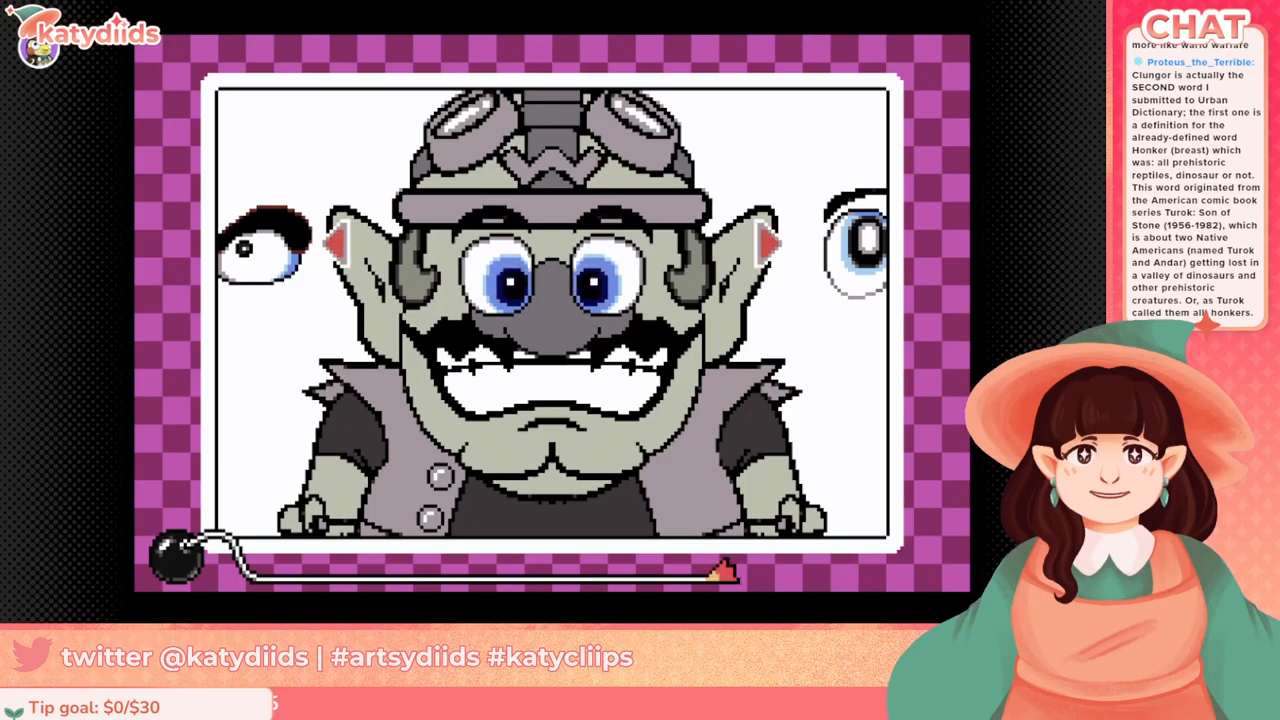 katydiids
CHAT
more like wario warfare
Proteus_the_Terrible:
Clungor is actually the
SECOND word I
submitted to Urban
Dictionary; the first one is
a definition for the
already-defined word
Honker (breast) which
was: all prehistoric
reptiles, dinosaur or not.
This word originated from
the American comic book
series Turok: Son of
Stone (1956-1982), which
is about two Native
Americans (named Turok
and Andar) getting lost in
a valley of dinosaurs and
other prehistoric
creatures. Or, as Turok
called them all honkers.
twitter @katydiids | #artsydiids #katycliips
Tip goal: $0/$30